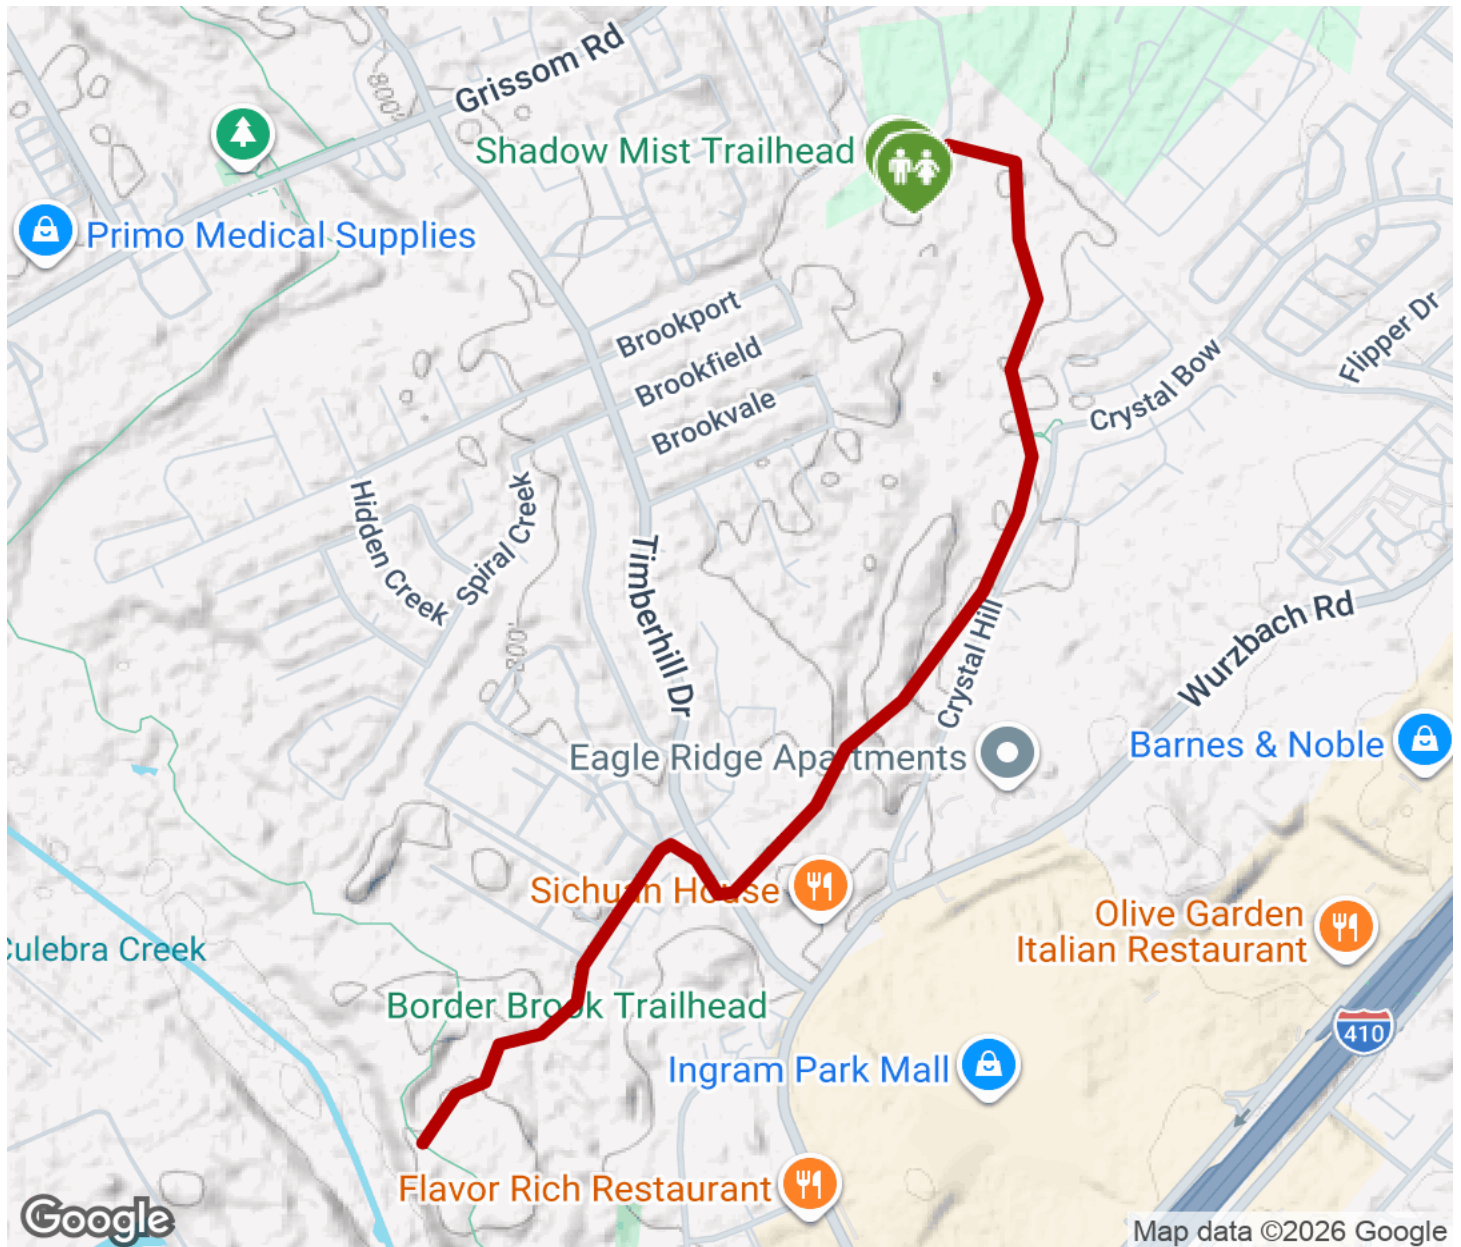 Grissom Rd
800'
Shadow Mist Trailhead
Primo Medical Supplies
Brookport
Brookfield
Brookvale
Flipper Dr
Crystal Bow
Hidden Creek
Spiral Creek
Timberhill Dr
800'
Crystal Hill
Wurzbach Rd
Eagle Ridge Apartments
Barnes & Noble
Sichuan House
Olive Garden
Italian Restaurant
Culebra Creek
Border Brook Trailhead
410
Ingram Park Mall
Flavor Rich Restaurant
Google
Map data ©2026 Google